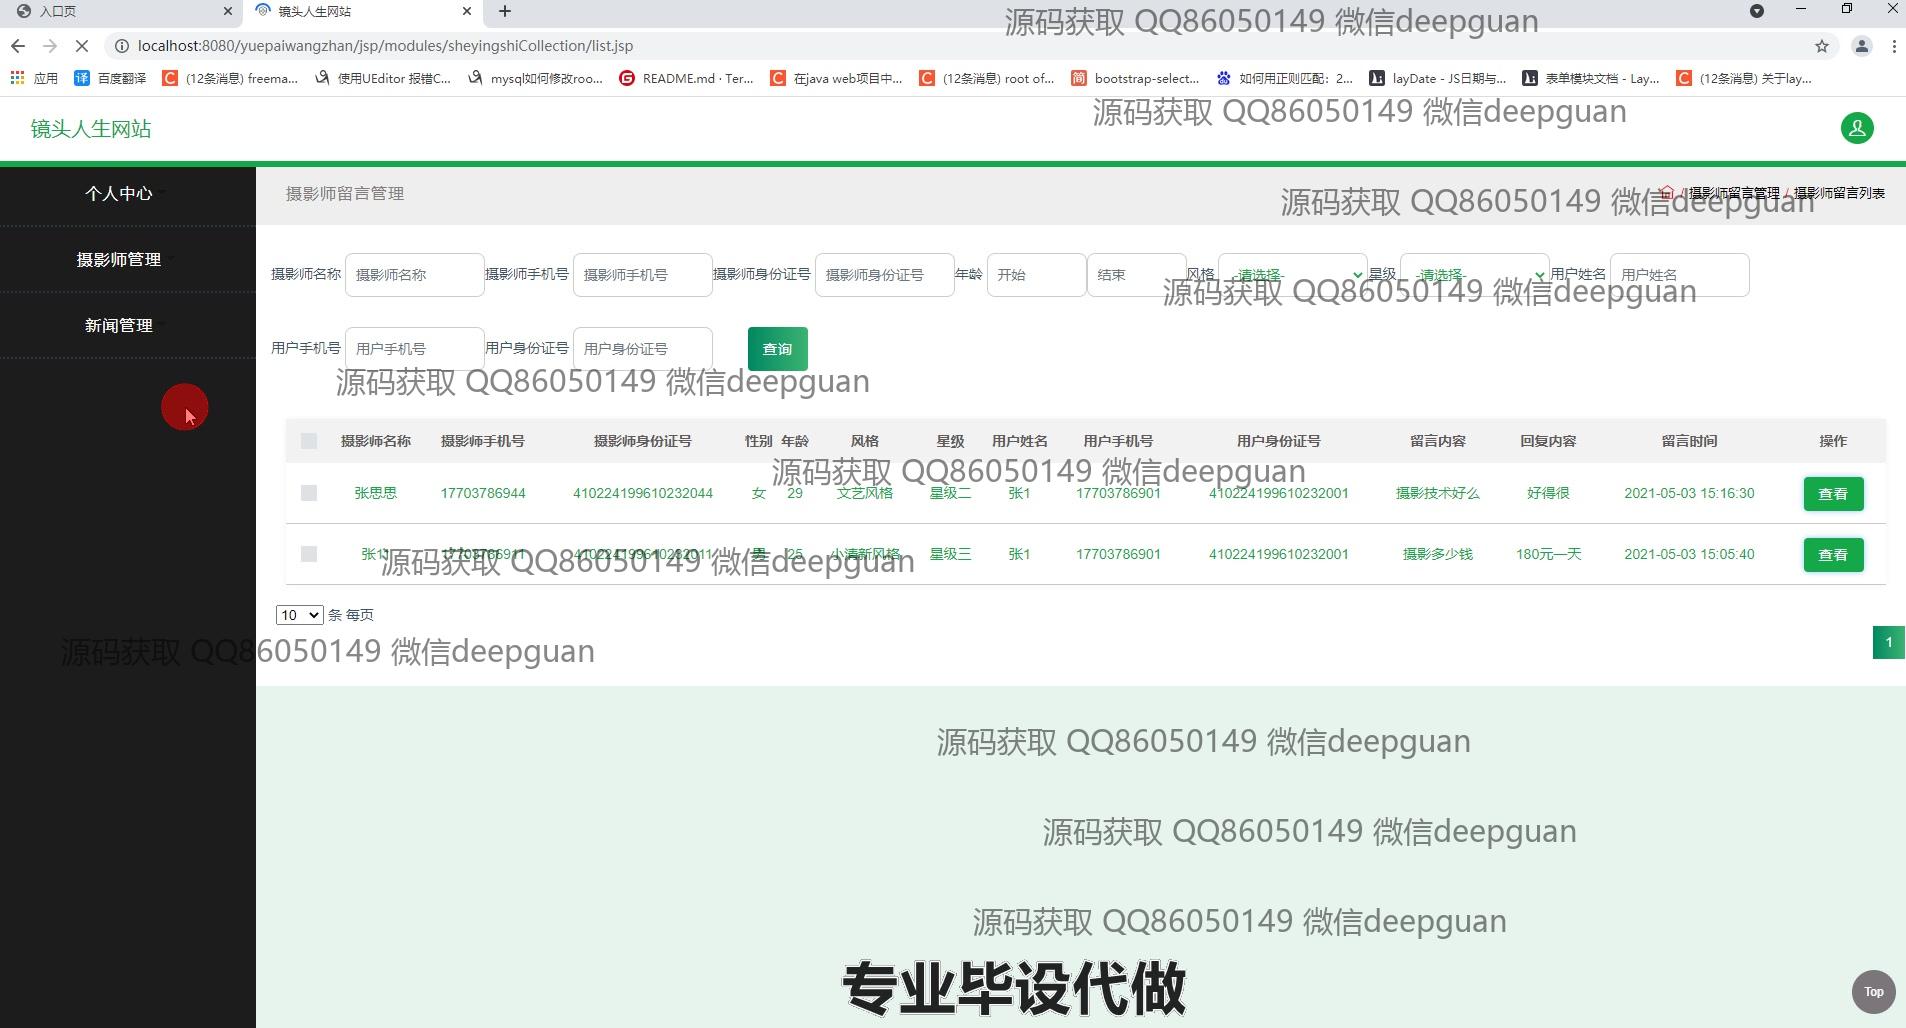 入口页
镜头人生网站
localhost:8080/yuepaiwangzhan/jsp/modules/sheyingshiCollection/list.jsp
源码获取 QQ86050149 微信deepguan
应用 百度翻译 (12条消息) freema... 使用UEditor 报错C... mysql如何修改roo... README.md · Ter... 在java web项目中... (12条消息) root of... bootstrap-select... 如何用正则匹配：2... layDate - JS日期与... 表单模块文档 - Lay... (12条消息) 关于lay...
源码获取 QQ86050149 微信deepguan
镜头人生网站
个人中心
摄影师留言管理
/ 摄影师留言管理 / 摄影师留言列表
源码获取 QQ86050149 微信deepguan
摄影师管理
新闻管理
摄影师名称 摄影师名称 摄影师手机号 摄影师手机号 摄影师身份证号 摄影师身份证号 年龄 开始 结束 风格 -请选择- 星级 -请选择- 用户姓名 用户姓名
源码获取 QQ86050149 微信deepguan
用户手机号 用户手机号 用户身份证号 用户身份证号 查询
源码获取 QQ86050149 微信deepguan
摄影师名称 摄影师手机号 摄影师身份证号 性别 年龄 风格 星级 用户姓名 用户手机号 用户身份证号 留言内容 回复内容 留言时间 操作
源码获取 QQ86050149 微信deepguan
张思思 17703786944 410224199610232044 女 29 文艺风格 星级二 张1 17703786901 410224199610232001 摄影技术好么 好得很 2021-05-03 15:16:30 查看
张11 17703786911 410224199610232011 男 25 小清新风格 星级三 张1 17703786901 410224199610232001 摄影多少钱 180元一天 2021-05-03 15:05:40 查看
源码获取 QQ86050149 微信deepguan
10 条 每页
1
源码获取 QQ86050149 微信deepguan
源码获取 QQ86050149 微信deepguan
源码获取 QQ86050149 微信deepguan
源码获取 QQ86050149 微信deepguan
专业毕设代做
Top